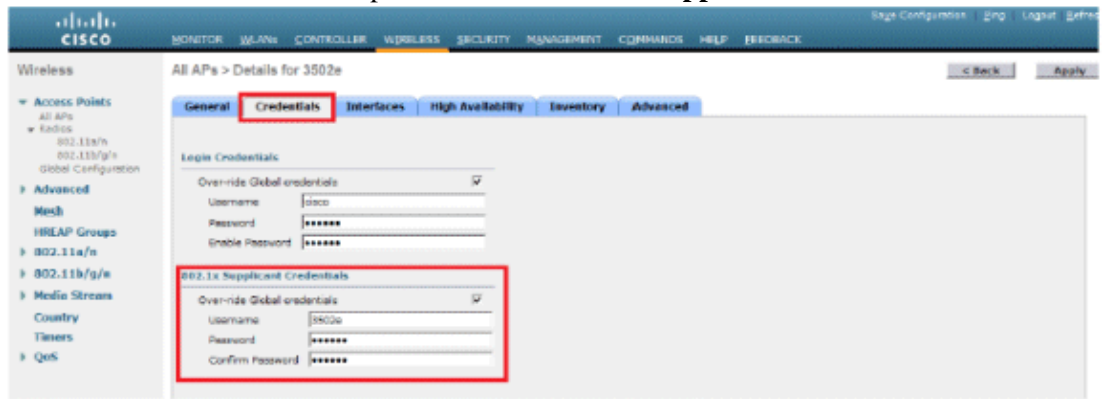 Save Configuration | Ping | Logout | Refres
CISCO
MONITOR WLANs CONTROLLER WIRELESS SECURITY MANAGEMENT COMMANDS HELP FEEDBACK
Wireless
All APs > Details for 3502e
< Back
Apply
Access Points
All APs
Radios
802.11a/n
802.11b/g/n
Global Configuration
Advanced
Mesh
HREAP Groups
802.11a/n
802.11b/g/n
Media Stream
Country
Timers
QoS
General Credentials Interfaces High Availability Inventory Advanced
Login Credentials
Over-ride Global credentials
Username cisco
Password ••••••
Enable Password ••••••
802.1x Supplicant Credentials
Over-ride Global credentials
Username 3502e
Password ••••••
Confirm Password ••••••